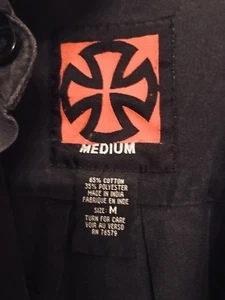 MEDIUM
65% COTTON
35% POLYESTER
MADE IN INDIA
FABRIQUE EN INDE
SIZE: M
TURN FOR CARE
VOIR AU VERSO
RN 76579